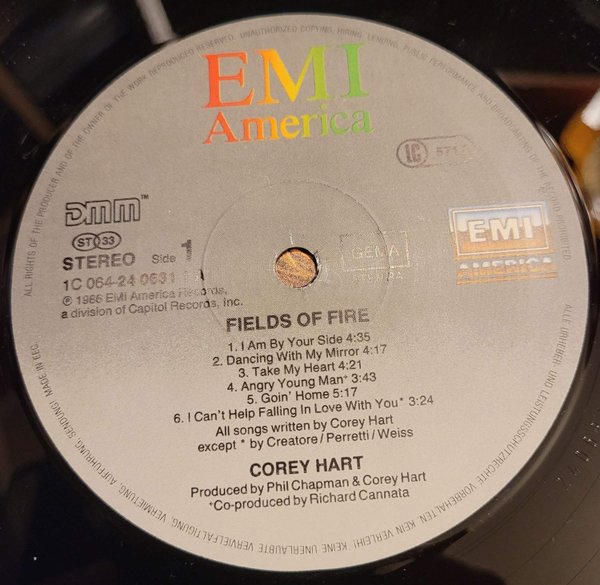 ALL RIGHTS OF THE PRODUCER AND OF THE OWNER OF THE WORK REPRODUCED RESERVED. UNAUTHORIZED COPYING, HIRING, LENDING, PUBLIC PERFORMANCE AND BROADCASTING OF THIS RECORD PROHIBITED.
EMI
America
LC
DMM™
ST 33
STEREO Side 1
GEMA
EMI
AMERICA
1C 064-24 0631 1
℗ 1986 EMI America Records,
a division of Capitol Records, Inc.
FIELDS OF FIRE
1. I Am By Your Side 4:35
2. Dancing With My Mirror 4:17
3. Take My Heart 4:21
4. Angry Young Man* 3:43
5. Goin' Home 5:17
6. I Can't Help Falling In Love With You* 3:24
All songs written by Corey Hart
except * by Creatore/Perretti/Weiss
COREY HART
Produced by Phil Chapman & Corey Hart
*Co-produced by Richard Cannata
ALLE URHEBER- UND LEISTUNGSSCHUTZRECHTE VORBEHALTEN. KEIN VERLEIH! KEINE UNERLAUBTE VERVIELFÄLTIGUNG, VERMIETUNG, AUFFÜHRUNG, SENDUNG! MADE IN EEC.